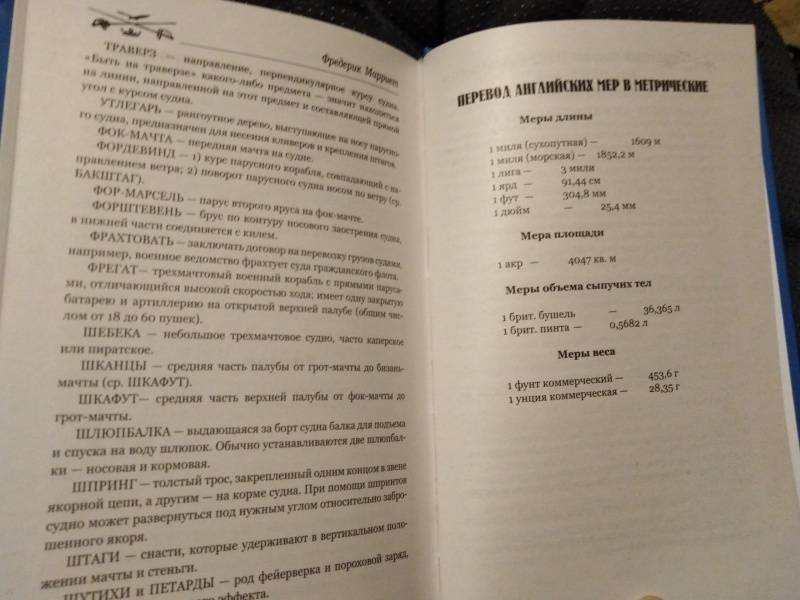 Фредерик Марриет
ТРАВЕРЗ — направление, перпендикулярное курсу судна.
«Быть на траверзе» какого-либо предмета — значит находиться
на линии, направленной на этот предмет и составляющей прямой
угол с курсом судна.
УТЛЕГАРЬ — рангоутное дерево, выступающее на носу парусно-
го судна, предназначен для несения кливеров и крепления штагов.
ФОК-МАЧТА — передняя мачта на судне.
ФОРДЕВИНД — 1) курс парусного корабля, совпадающий с на-
правлением ветра; 2) поворот парусного судна носом по ветру (ср.
БАКШТАГ).
ФОР-МАРСЕЛЬ — парус второго яруса на фок-мачте.
ФОРШТЕВЕНЬ — брус по контуру носового заострения судна,
в нижней части соединяется с килем.
ФРАХТОВАТЬ — заключать договор на перевозку грузов судами,
например, военное ведомство фрахтует суда гражданского флота.
ФРЕГАТ— трехмачтовый военный корабль с прямыми паруса-
ми, отличающийся высокой скоростью хода; имеет одну закрытую
батарею и артиллерию на открытой верхней палубе (общим чис-
лом от 18 до 60 пушек).
ШЕБЕКА — небольшое трехмачтовое судно, часто каперское
или пиратское.
ШКАНЦЫ — средняя часть палубы от грот-мачты до бизань-
мачты (ср. ШКАФУТ).
ШКАФУТ— средняя часть верхней палубы от фок-мачты до
грот-мачты.
ШЛЮПБАЛКА — выдающаяся за борт судна балка для подъема
и спуска на воду шлюпок. Обычно устанавливаются две шлюпбал-
ки — носовая и кормовая.
ШПРИНГ — толстый трос, закрепленный одним концом в звене
якорной цепи, а другим — на корме судна. При помощи шпринтов
судно может развернуться под нужным углом относительно забро-
шенного якоря.
ШТАГИ — снасти, которые удерживают в вертикальном поло-
жении мачты и стеньги.
ШУТИХИ и ПЕТАРДЫ — род фейерверка и пороховой заряд,
эффекта.
ПЕРЕВОД АНГЛИЙСКИХ МЕР В МЕТРИЧЕСКИЕ
Меры длины
1 миля (сухопутная) — 1609 м
1 миля (морская) — 1852,2 м
1 лига — 3 мили
1 ярд — 91,44 см
1 фут — 304,8 мм
1 дюйм — 25,4 мм
Мера площади
1 акр — 4047 кв. м
Меры объема сыпучих тел
1 брит. бушель — 36,365 л
1 брит. пинта — 0,5682 л
Меры веса
1 фунт коммерческий — 453,6 г
1 унция коммерческая — 28,35 г